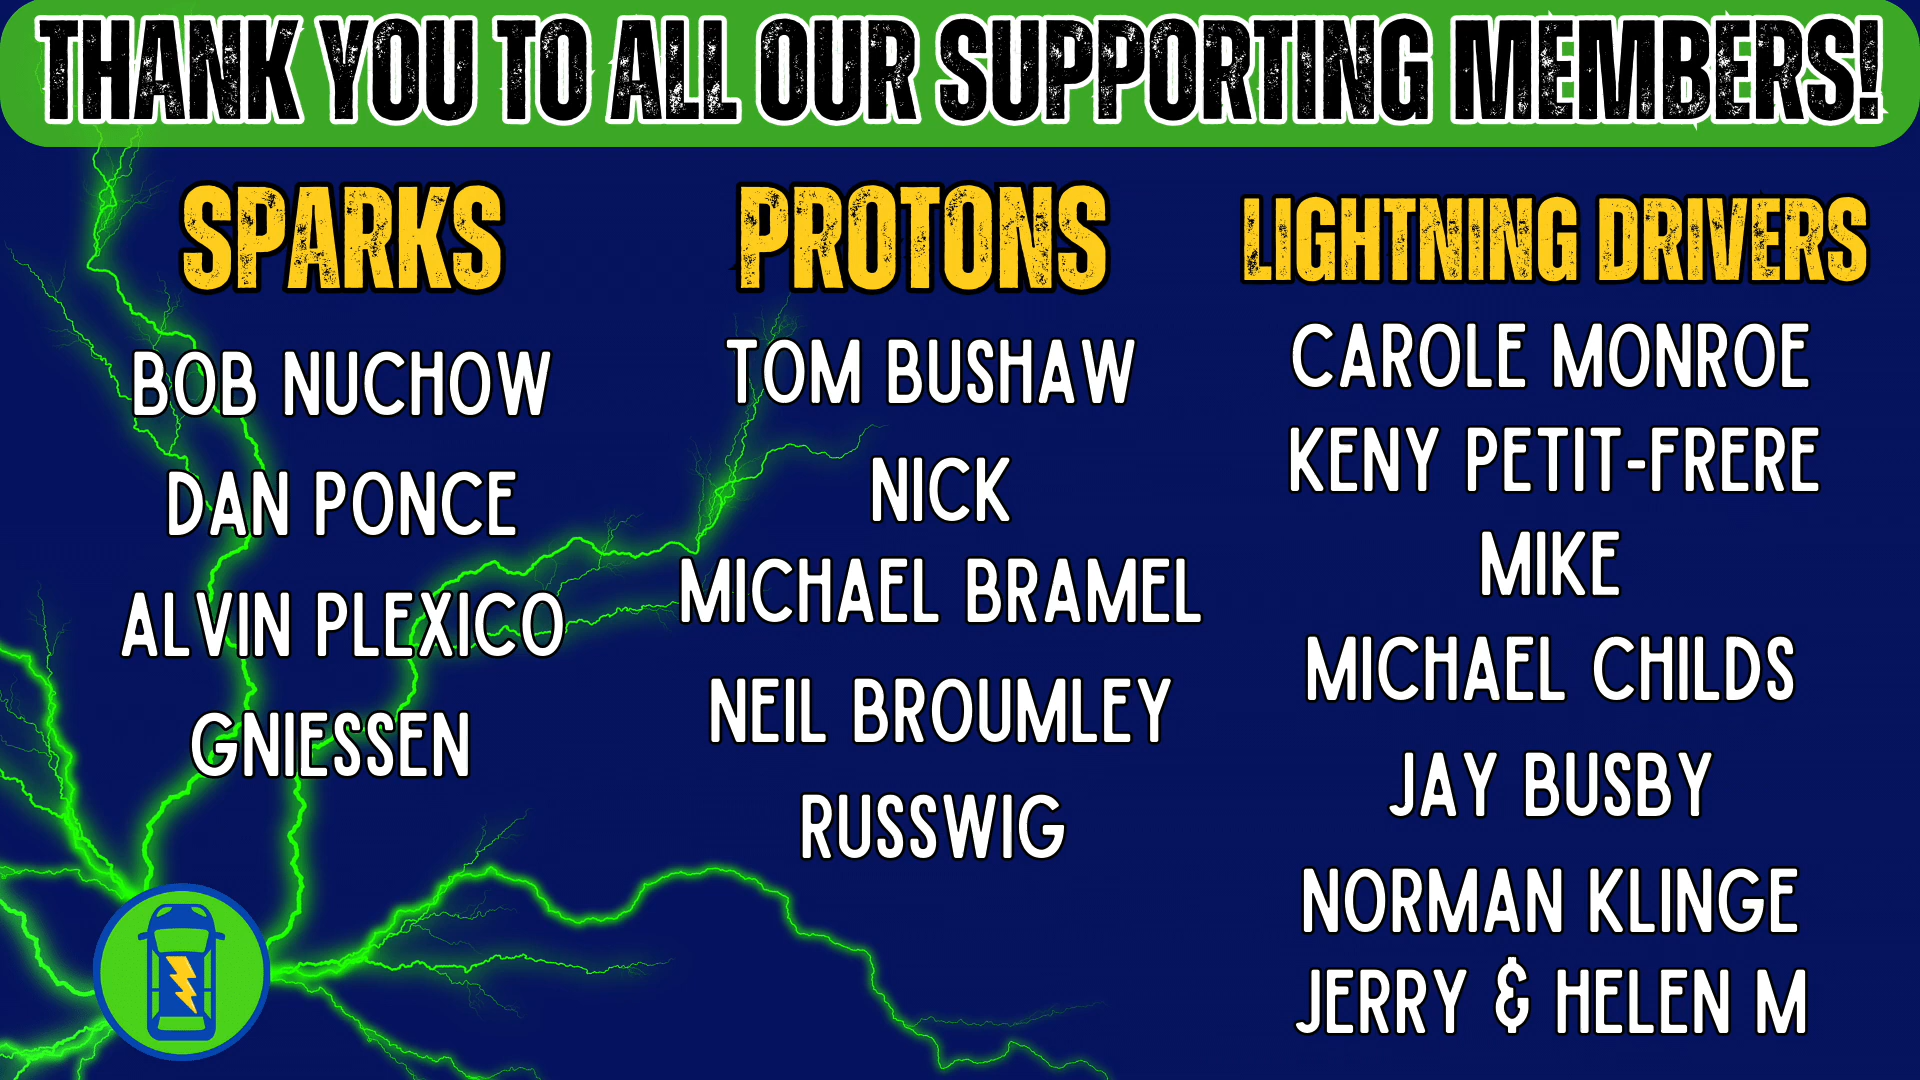 THANK YOU TO ALL OUR SUPPORTING MEMBERS!
SPARKS
BOB NUCHOW
DAN PONCE
ALVIN PLEXICO
GNIESSEN
PROTONS
TOM BUSHAW
NICK
MICHAEL BRAMEL
NEIL BROUMLEY
RUSSWIG
LIGHTNING DRIVERS
CAROLE MONROE
KENY PETIT-FRERE
MIKE
MICHAEL CHILDS
JAY BUSBY
NORMAN KLINGE
JERRY & HELEN M